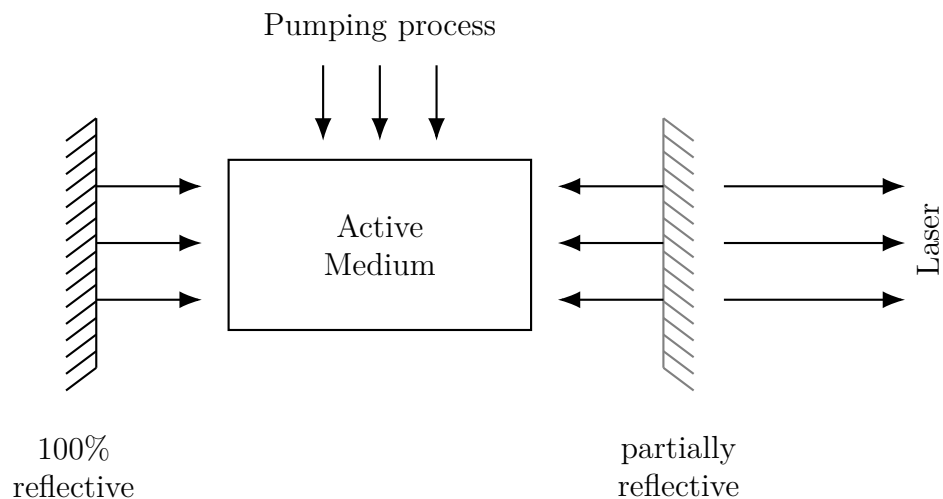 Pumping process
Active
Medium
Laser
100%
reflective
partially
reflective